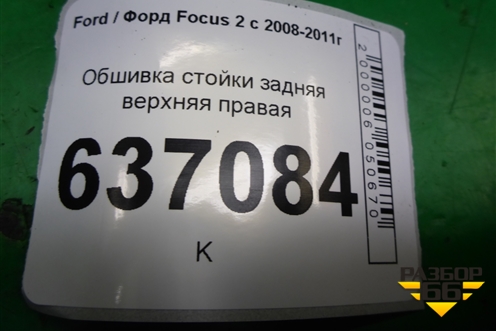 Ford / Форд Focus 2 с 2008-2011г
Обшивка стойки задняя
верхняя правая
637084
K
2000006050670
РАЗБОР
66